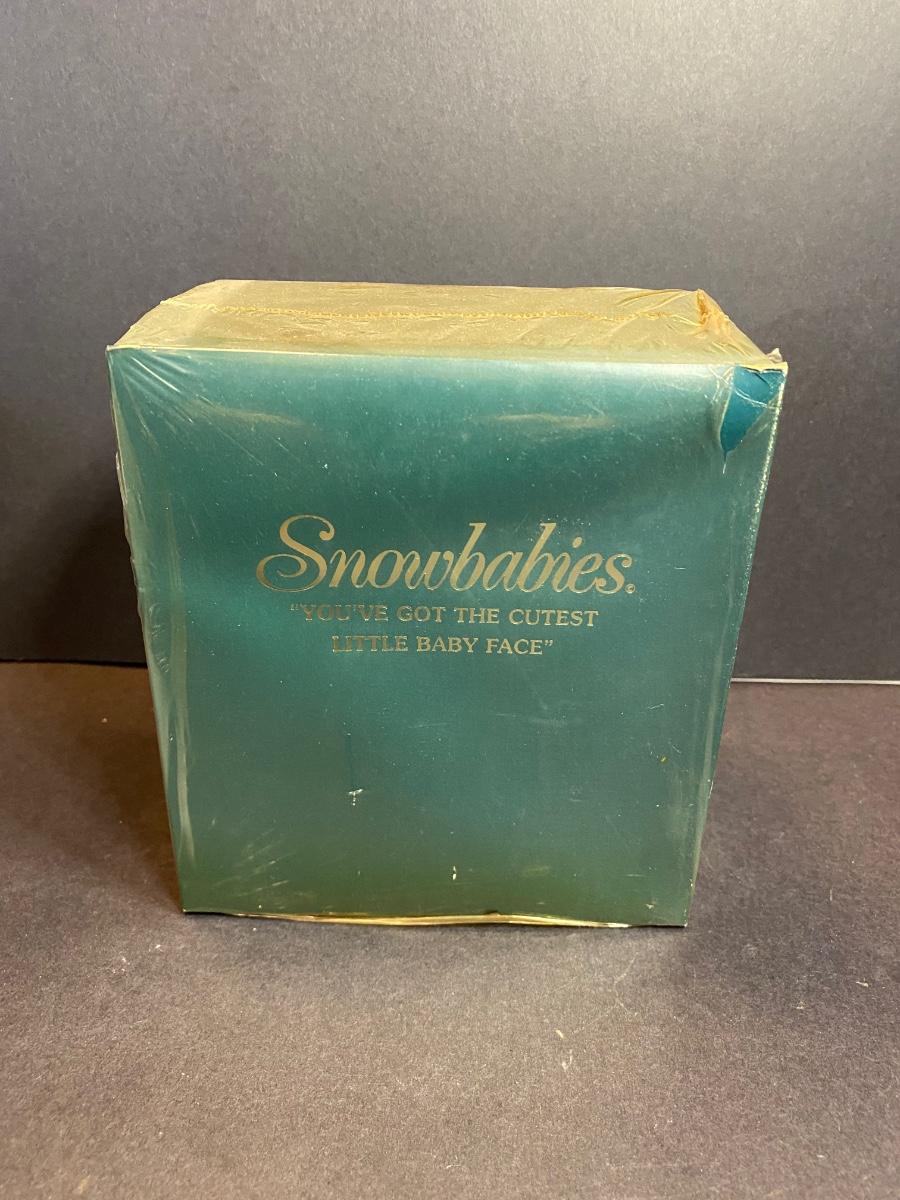 Snowbabies.©
“YOU'VE GOT THE CUTEST
LITTLE BABY FACE”